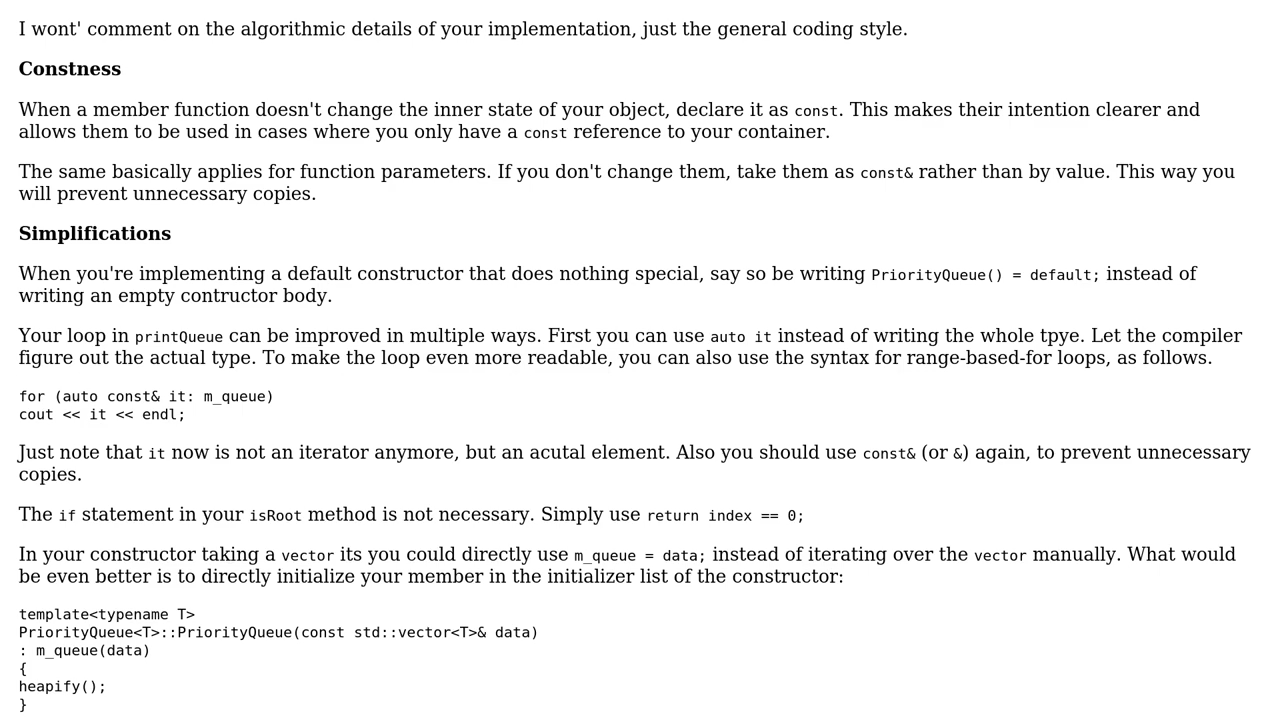 I wont' comment on the algorithmic details of your implementation, just the general coding style.
Constness
When a member function doesn't change the inner state of your object, declare it as const. This makes their intention clearer and
allows them to be used in cases where you only have a const reference to your container.
The same basically applies for function parameters. If you don't change them, take them as const& rather than by value. This way you
will prevent unnecessary copies.
Simplifications
When you're implementing a default constructor that does nothing special, say so be writing PriorityQueue() = default; instead of
writing an empty contructor body.
Your loop in printQueue can be improved in multiple ways. First you can use auto it instead of writing the whole tpye. Let the compiler
figure out the actual type. To make the loop even more readable, you can also use the syntax for range-based-for loops, as follows.
for (auto const& it: m_queue)
cout << it << endl;
Just note that it now is not an iterator anymore, but an acutal element. Also you should use const& (or &) again, to prevent unnecessary
copies.
The if statement in your isRoot method is not necessary. Simply use return index == 0;
In your constructor taking a vector its you could directly use m_queue = data; instead of iterating over the vector manually. What would
be even better is to directly initialize your member in the initializer list of the constructor:
template<typename T>
PriorityQueue<T>::PriorityQueue(const std::vector<T>& data)
: m_queue(data)
{
heapify();
}